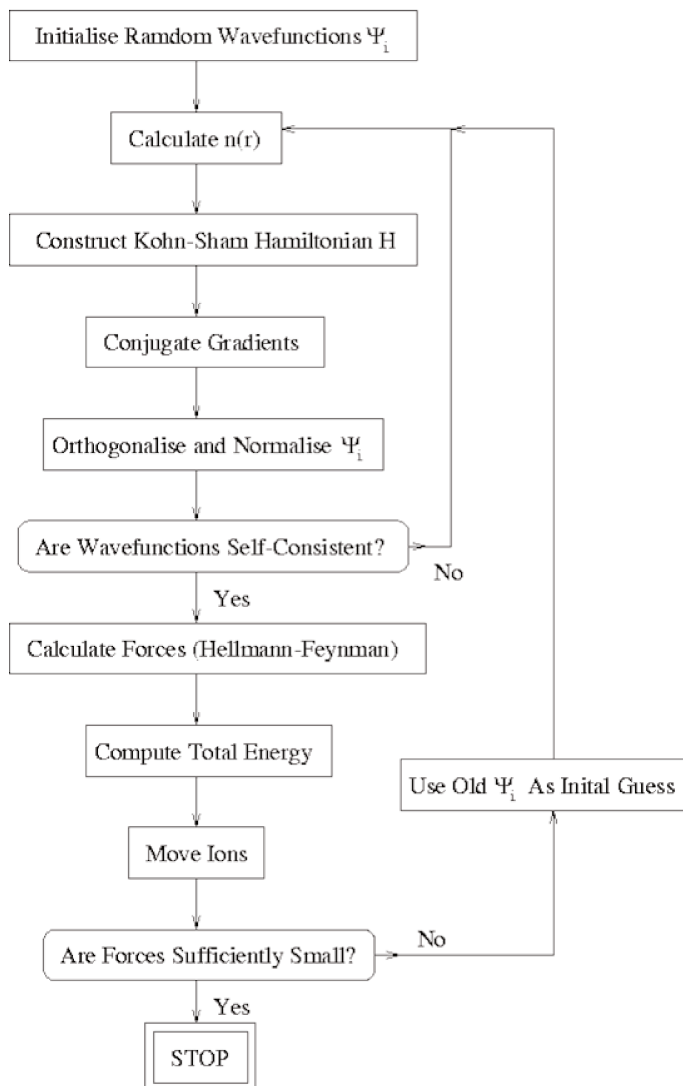 Initialise Ramdom Wavefunctions Ψi
Calculate n(r)
Construct Kohn-Sham Hamiltonian H
Conjugate Gradients
Orthogonalise and Normalise Ψi
Are Wavefunctions Self-Consistent?
No
Yes
Calculate Forces (Hellmann-Feynman)
Compute Total Energy
Use Old Ψi As Inital Guess
Move Ions
Are Forces Sufficiently Small?
No
Yes
STOP